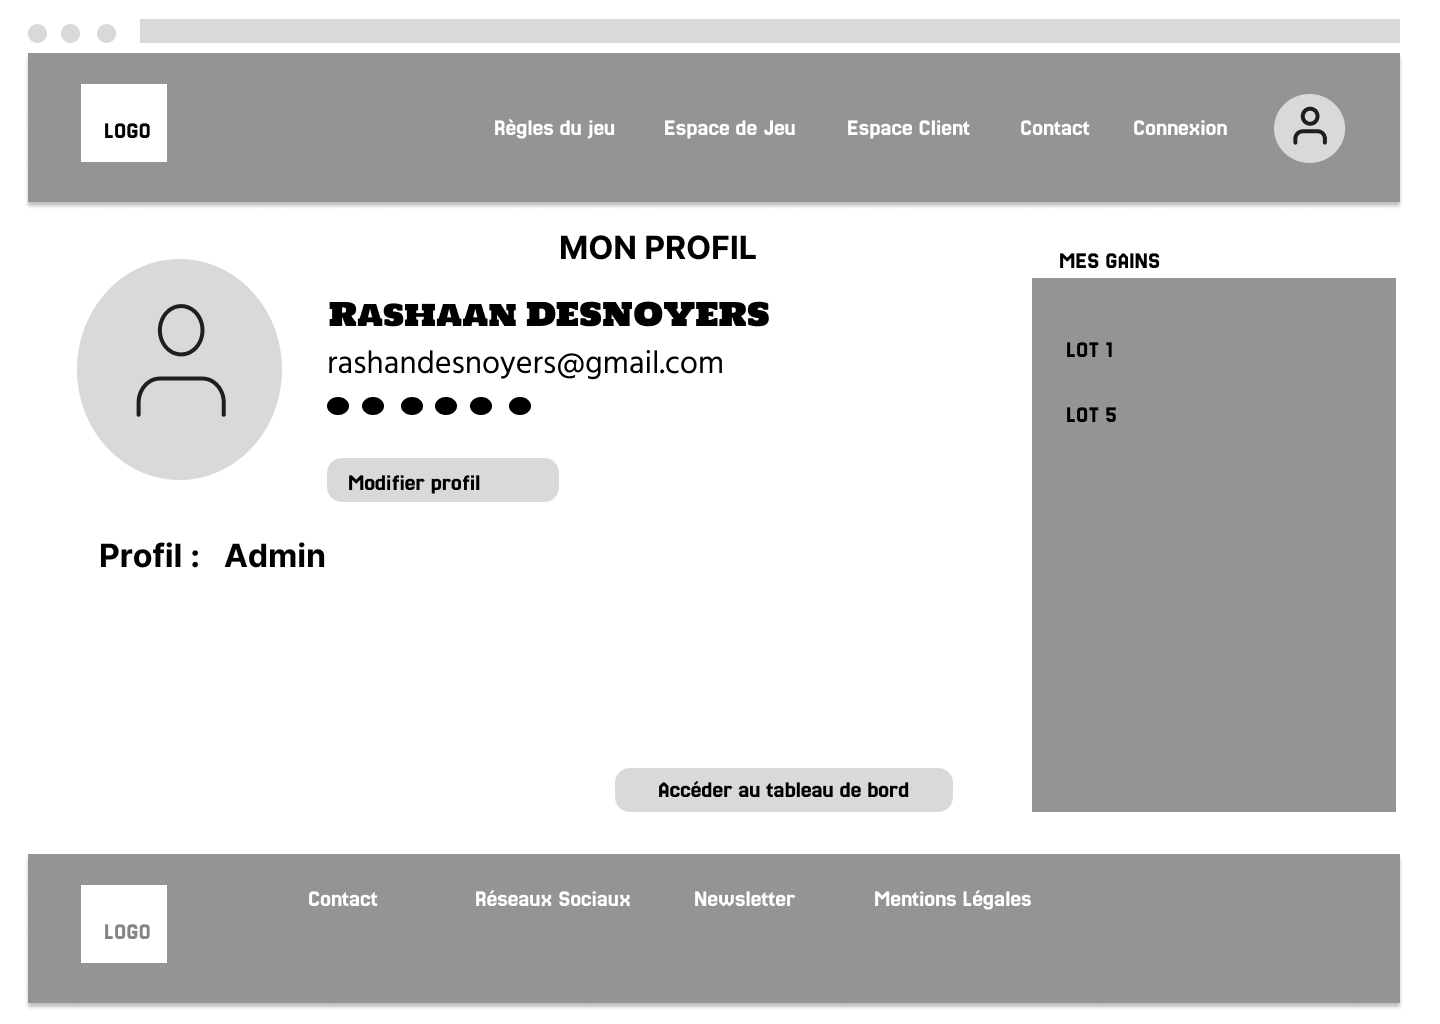 LOGO
Règles du jeu
Espace de Jeu
Espace Client
Contact
Connexion
MON PROFIL
RASHAAN DESNOYERS
rashandesnoyers@gmail.com
Modifier profil
Profil : Admin
MES GAINS
LOT 1
LOT 5
Accéder au tableau de bord
LOGO
Contact
Réseaux Sociaux
Newsletter
Mentions Légales